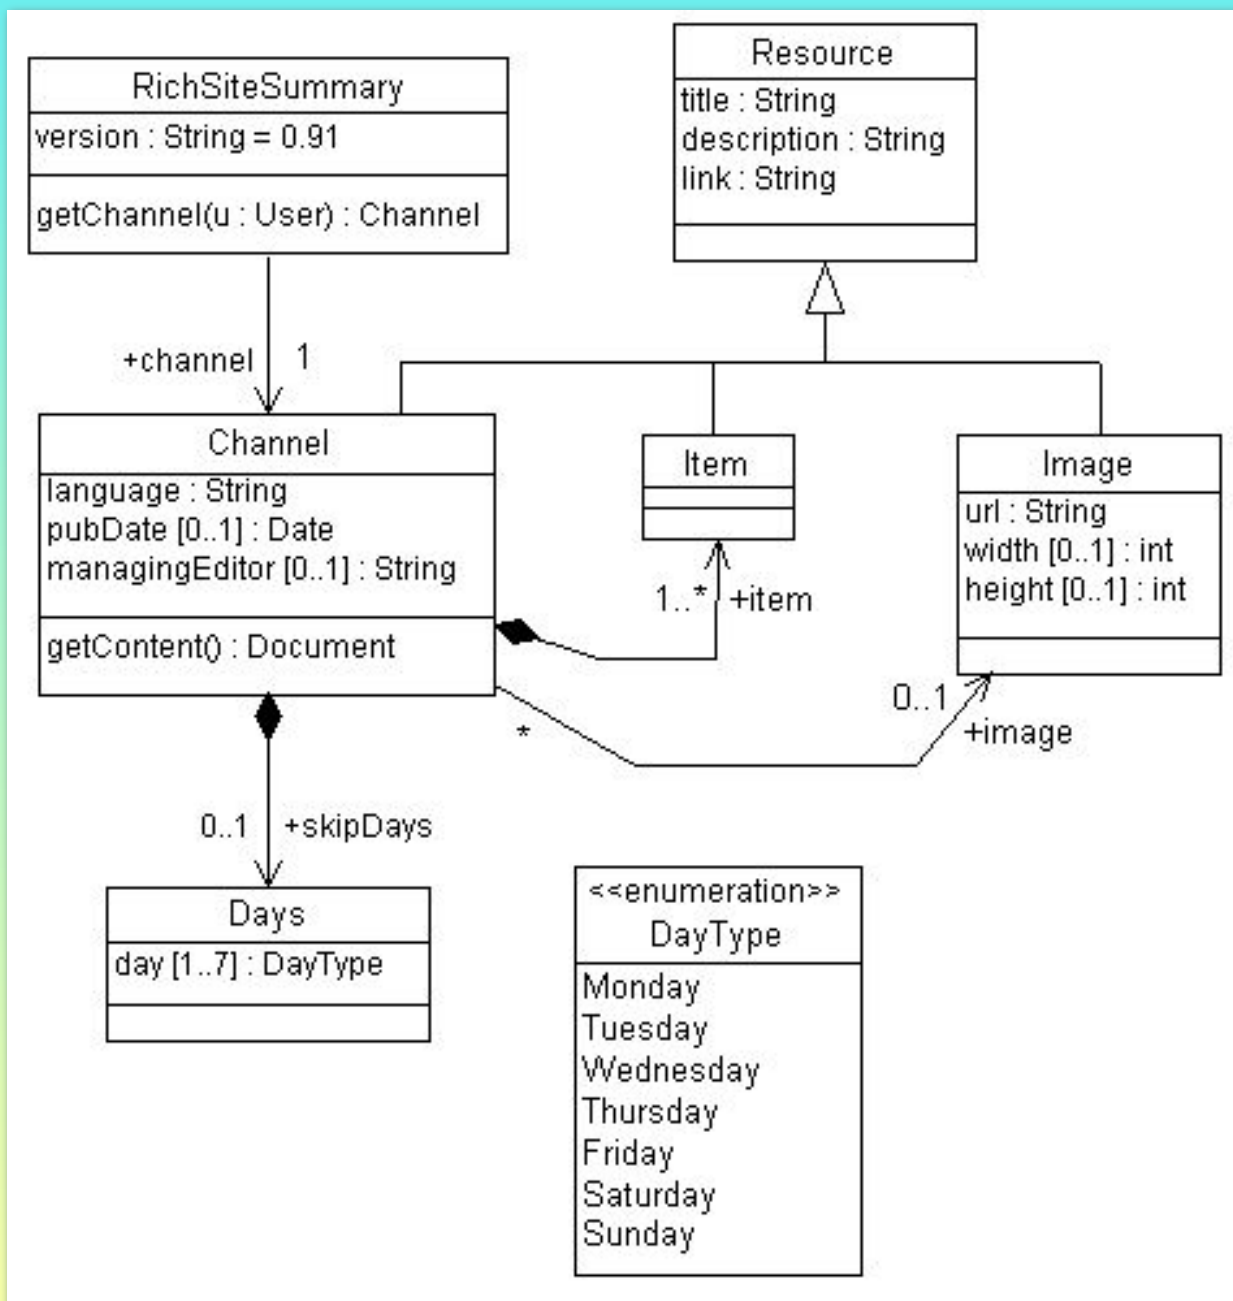 RichSiteSummary
version : String = 0.91
getChannel(u : User) : Channel
Resource
title : String
description : String
link : String
+channel 1
Channel
language : String
pubDate [0..1] : Date
managingEditor [0..1] : String
getContent() : Document
Item
1..* +item
Image
url : String
width [0..1] : int
height [0..1] : int
*
0..1
+image
0..1 +skipDays
Days
day [1..7] : DayType
<<enumeration>>
DayType
Monday
Tuesday
Wednesday
Thursday
Friday
Saturday
Sunday